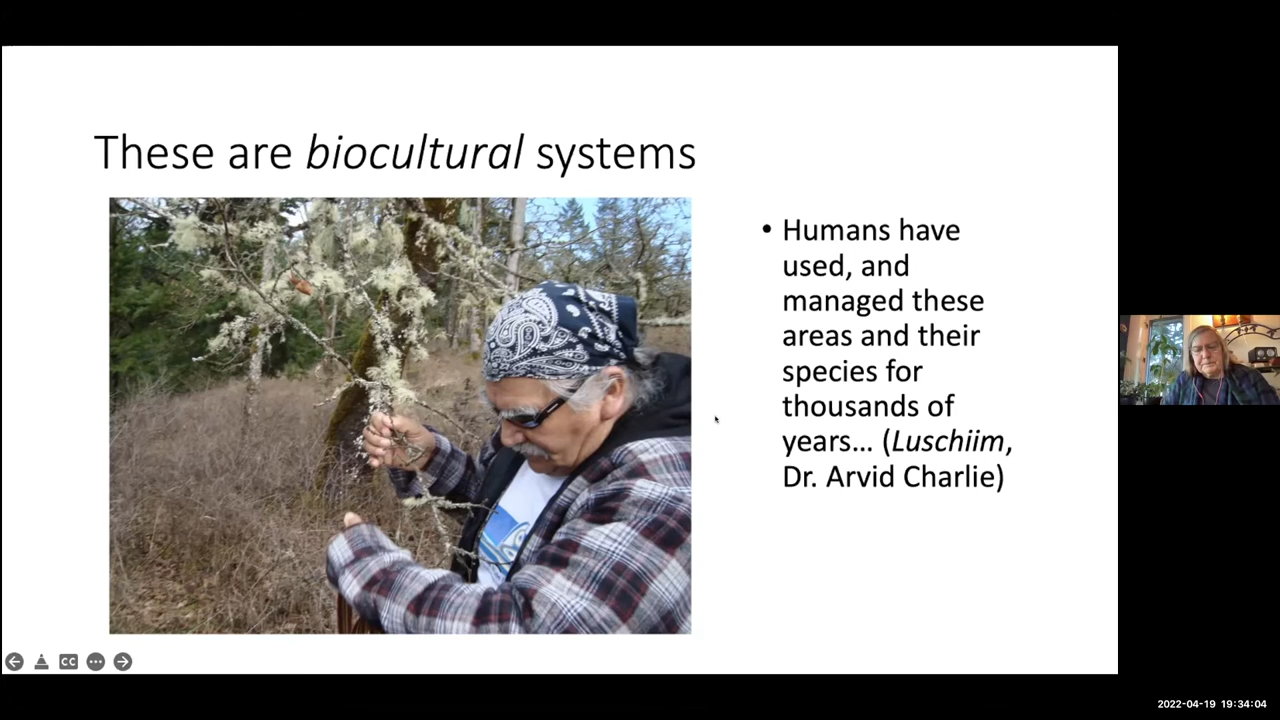 These are biocultural systems
• Humans have
used, and
managed these
areas and their
species for
thousands of
years... (Luschiim,
Dr. Arvid Charlie)
CC
2022-04-19 19:34:04